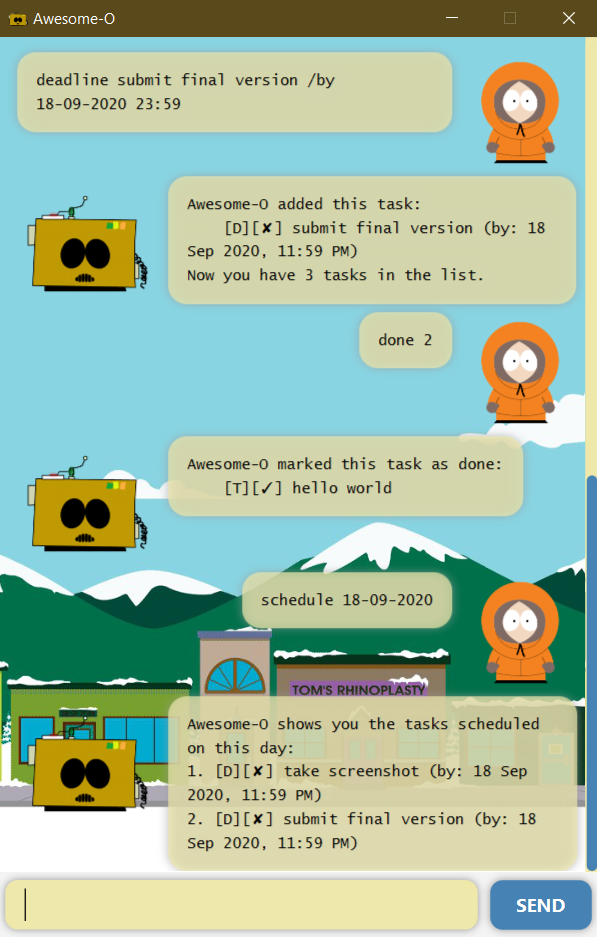 Awesome-O
deadline submit final version /by
18-09-2020 23:59
Awesome-O added this task:
[D][✘] submit final version (by: 18
Sep 2020, 11:59 PM)
Now you have 3 tasks in the list.
done 2
Awesome-O marked this task as done:
[T][✓] hello world
schedule 18-09-2020
TOM'S RHINOPLASTY
Awesome-O shows you the tasks scheduled
on this day:
1. [D][✘] take screenshot (by: 18 Sep
2020, 11:59 PM)
2. [D][✘] submit final version (by: 18
Sep 2020, 11:59 PM)
SEND